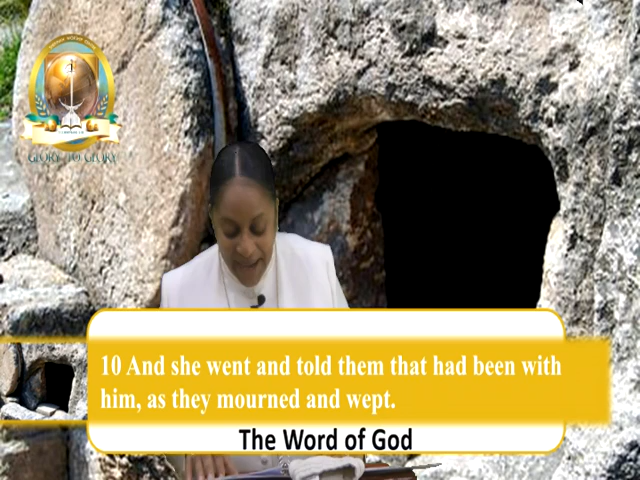 GLORY TO GLORY
10 And she went and told them that had been with
him, as they mourned and wept.
The Word of God